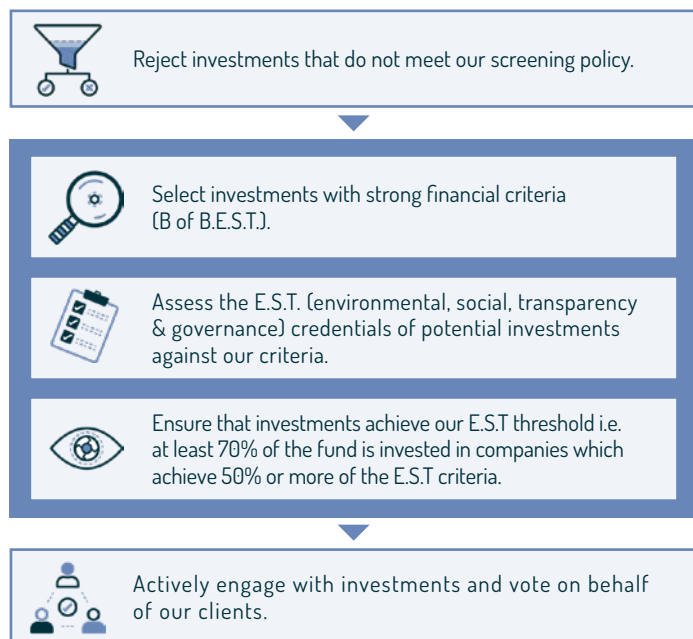 Reject investments that do not meet our screening policy.
Select investments with strong financial criteria
(B of B.E.S.T.).
Assess the E.S.T. (environmental, social, transparency
& governance) credentials of potential investments
against our criteria.
Ensure that investments achieve our E.S.T threshold i.e.
at least 70% of the fund is invested in companies which
achieve 50% or more of the E.S.T criteria.
Actively engage with investments and vote on behalf
of our clients.